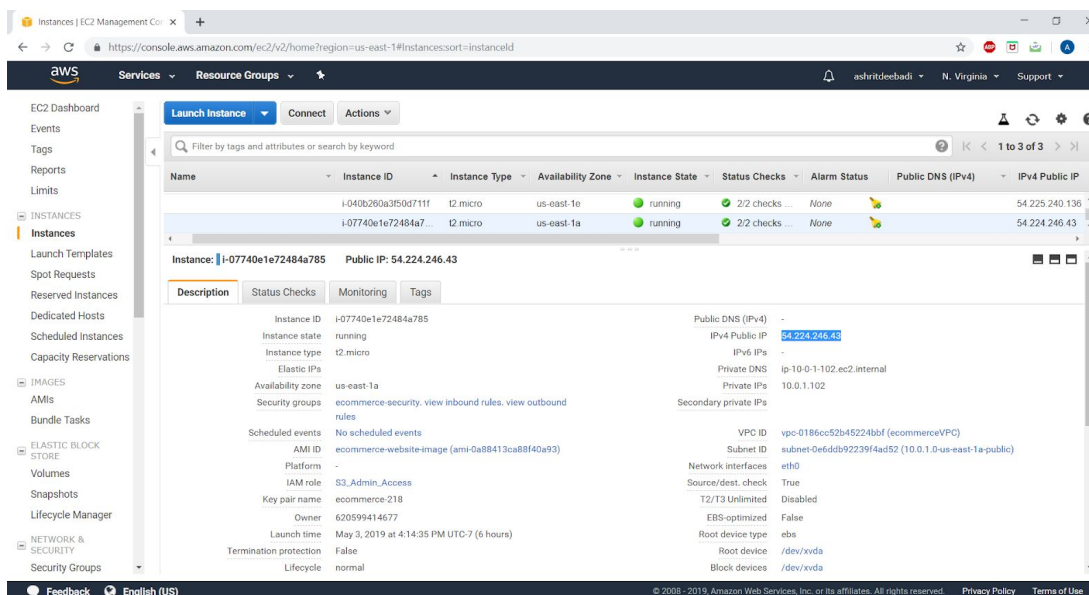 Instances | EC2 Management Cor
https://console.aws.amazon.com/ec2/v2/home?region=us-east-1#Instances:sort=instanceId
ABP
A
aws Services Resource Groups ashritdeebadi N. Virginia Support
EC2 Dashboard
Events
Tags
Reports
Limits
INSTANCES
Instances
Launch Templates
Spot Requests
Reserved Instances
Dedicated Hosts
Scheduled Instances
Capacity Reservations
IMAGES
AMIs
Bundle Tasks
ELASTIC BLOCK
STORE
Volumes
Snapshots
Lifecycle Manager
NETWORK &
SECURITY
Security Groups
Launch Instance Connect Actions
Filter by tags and attributes or search by keyword 1 to 3 of 3
Name Instance ID Instance Type Availability Zone Instance State Status Checks Alarm Status Public DNS (IPv4) IPv4 Public IP
i-040b260a3f50d711f t2.micro us-east-1e running 2/2 checks ... None 54.225.240.136
i-07740e1e72484a7... t2.micro us-east-1a running 2/2 checks ... None 54.224.246.43
Instance: i-07740e1e72484a785 Public IP: 54.224.246.43
Description Status Checks Monitoring Tags
Instance ID i-07740e1e72484a785 Public DNS (IPv4) -
Instance state running IPv4 Public IP 54.224.246.43
Instance type t2.micro IPv6 IPs -
Elastic IPs Private DNS ip-10-0-1-102.ec2.internal
Availability zone us-east-1a Private IPs 10.0.1.102
Security groups ecommerce-security. view inbound rules. view outbound Secondary private IPs
rules
Scheduled events No scheduled events VPC ID vpc-0186cc52b45224bbf (ecommerceVPC)
AMI ID ecommerce-website-image (ami-0a88413ca88f40a93) Subnet ID subnet-0e6ddb92239f4ad52 (10.0.1.0-us-east-1a-public)
Platform - Network interfaces eth0
IAM role S3_Admin_Access Source/dest. check True
Key pair name ecommerce-218 T2/T3 Unlimited Disabled
Owner 620599414677 EBS-optimized False
Launch time May 3, 2019 at 4:14:35 PM UTC-7 (6 hours) Root device type ebs
Termination protection False Root device /dev/xvda
Lifecycle normal Block devices /dev/xvda
Feedback English (US) © 2008 - 2019, Amazon Web Services, Inc. or its affiliates. All rights reserved. Privacy Policy Terms of Use